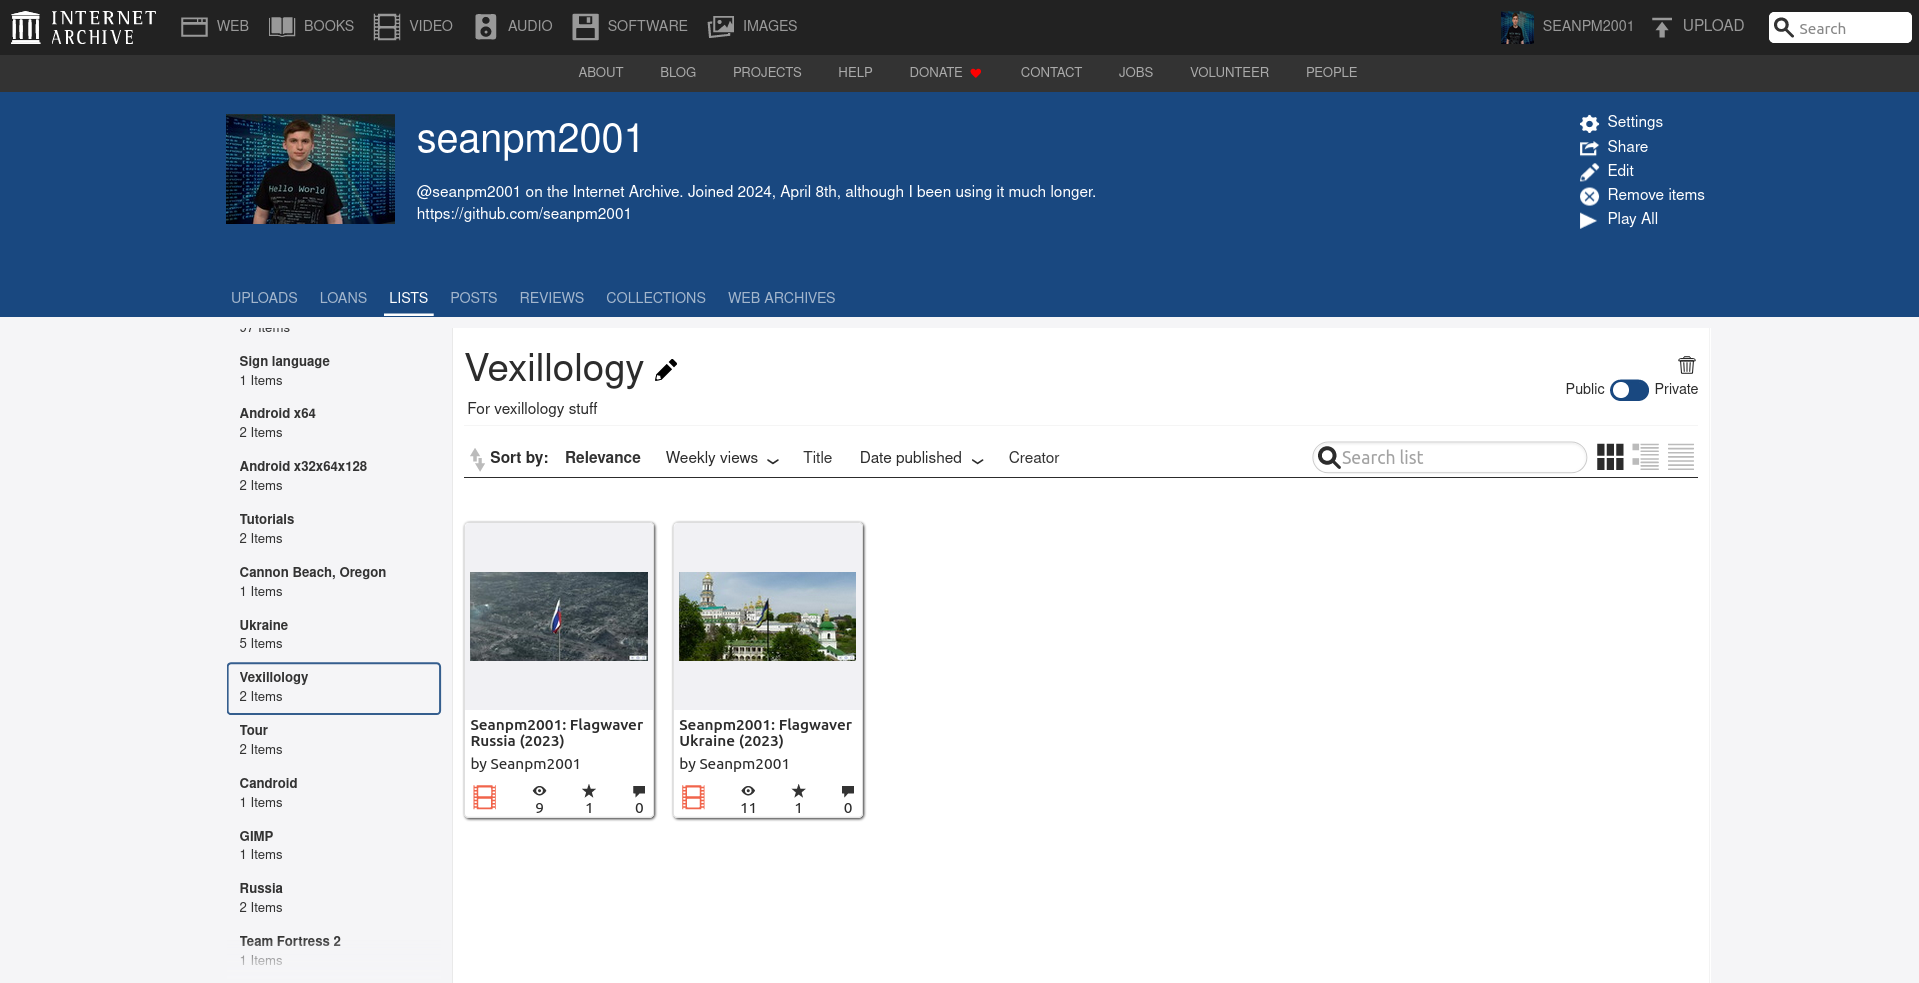 INTERNET ARCHIVE
WEB BOOKS VIDEO AUDIO SOFTWARE IMAGES
SEANPM2001 UPLOAD Search
ABOUT BLOG PROJECTS HELP DONATE CONTACT JOBS VOLUNTEER PEOPLE
Hello World
seanpm2001
@seanpm2001 on the Internet Archive. Joined 2024, April 8th, although I been using it much longer.
https://github.com/seanpm2001
Settings
Share
Edit
Remove items
Play All
UPLOADS LOANS LISTS POSTS REVIEWS COLLECTIONS WEB ARCHIVES
Sign language
1 Items
Android x64
2 Items
Android x32x64x128
2 Items
Tutorials
2 Items
Cannon Beach, Oregon
1 Items
Ukraine
5 Items
Vexillology
2 Items
Tour
2 Items
Candroid
1 Items
GIMP
1 Items
Russia
2 Items
Team Fortress 2
1 Items
Vexillology
For vexillology stuff
Public Private
Sort by: Relevance Weekly views Title Date published Creator
Search list
Seanpm2001: Flagwaver
Russia (2023)
by Seanpm2001
9 1 0
Seanpm2001: Flagwaver
Ukraine (2023)
by Seanpm2001
11 1 0